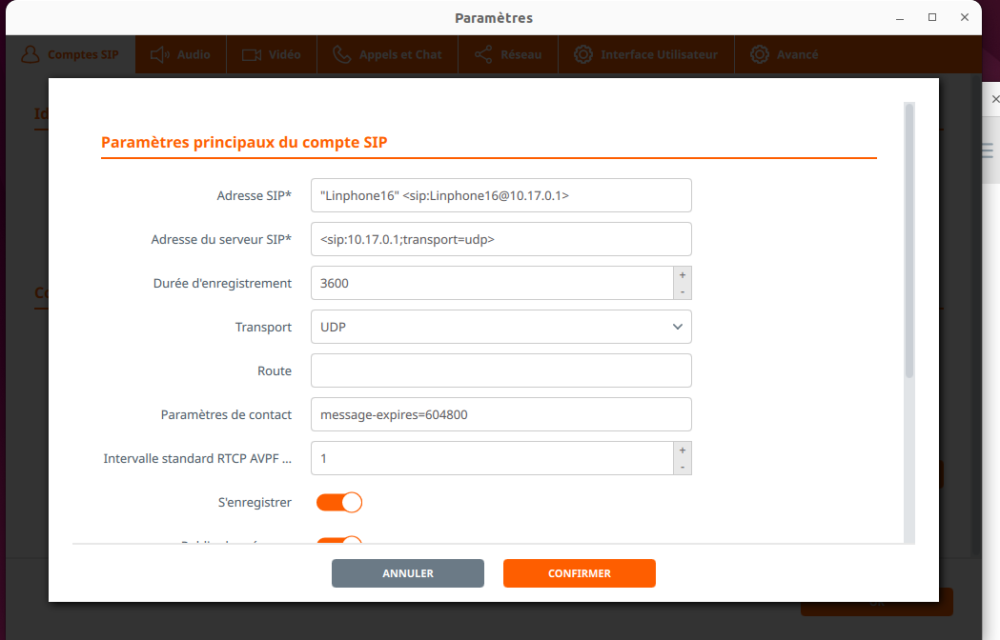 Paramètres
Comptes SIP
Audio
Vidéo
Appels et Chat
Réseau
Interface Utilisateur
Avancé
Id
Paramètres principaux du compte SIP
Adresse SIP*
"Linphone16" <sip:Linphone16@10.17.0.1>
Adresse du serveur SIP*
<sip:10.17.0.1;transport=udp>
Durée d'enregistrement
3600
+
-
Transport
UDP
Route
Co
Paramètres de contact
message-expires=604800
Intervalle standard RTCP AVPF ...
1
+
-
S'enregistrer
ANNULER
CONFIRMER